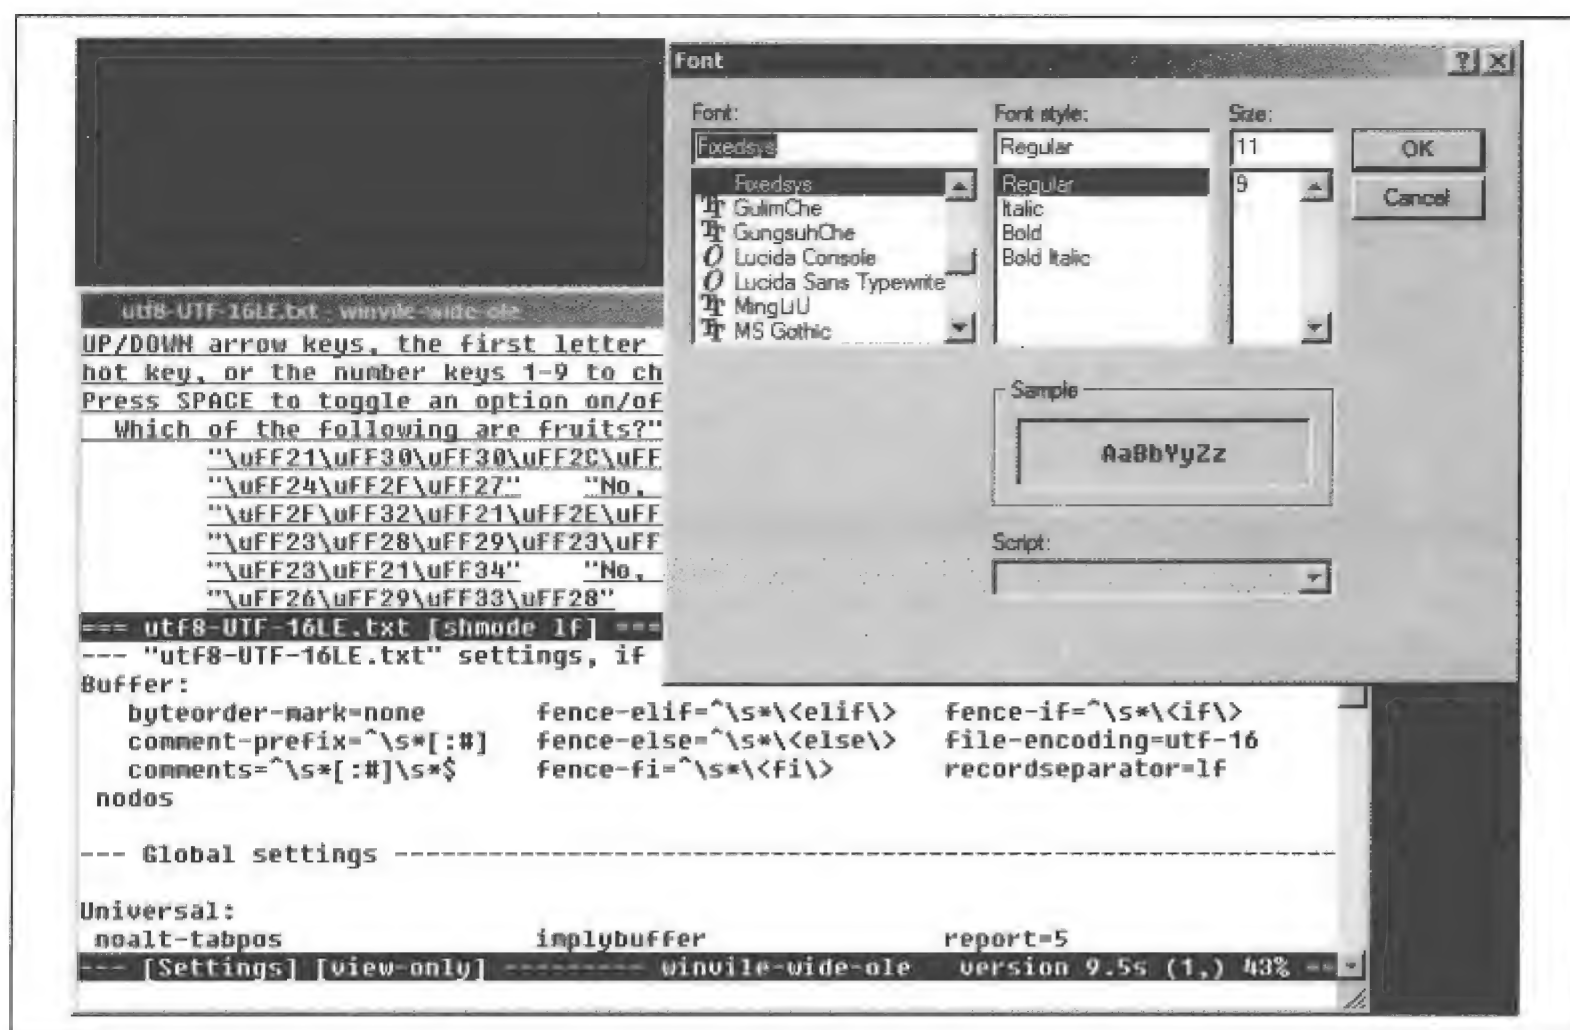 Font
Font:
Font style:
Size:
Fixedsys
Regular
11
OK
Cancel
Fixedsys
GulimChe
GungsuhChe
Lucida Console
Lucida Sans Typewrite
MingLiU
MS Gothic
Regular
Italic
Bold
Bold Italic
9
Sample
AaBbYyZz
Script:
utf8-UTF-16LE.txt - winvile-wide-ole
UP/DOWN arrow keys, the first letter
hot key, or the number keys 1-9 to ch
Press SPACE to toggle an option on/of
Which of the following are fruits?"
"\uFF21\uFF30\uFF30\uFF2C\uFF
"\uFF24\uFF2F\uFF27" "No,
"\uFF2F\uFF32\uFF21\uFF2E\uFF
"\uFF23\uFF28\uFF29\uFF23\uFF
"\uFF23\uFF21\uFF34" "No,
"\uFF26\uFF29\uFF33\uFF28"
=== utf8-UTF-16LE.txt [shmode lf] ===
--- "utf8-UTF-16LE.txt" settings, if
Buffer:
byteorder-mark=none fence-elif=^\s*\<elif\> fence-if=^\s*\<if\>
comment-prefix=^\s*[:#] fence-else=^\s*\<else\> file-encoding=utf-16
comments=^\s*[:#]\s*$ fence-fi=^\s*\<fi\> recordseparator=lf
nodos
--- Global settings ------------------------------------------------------------
Universal:
noalt-tabpos implybuffer report=5
--- [Settings] [view-only] --------- winvile-wide-ole version 9.5s (1,) 43% --